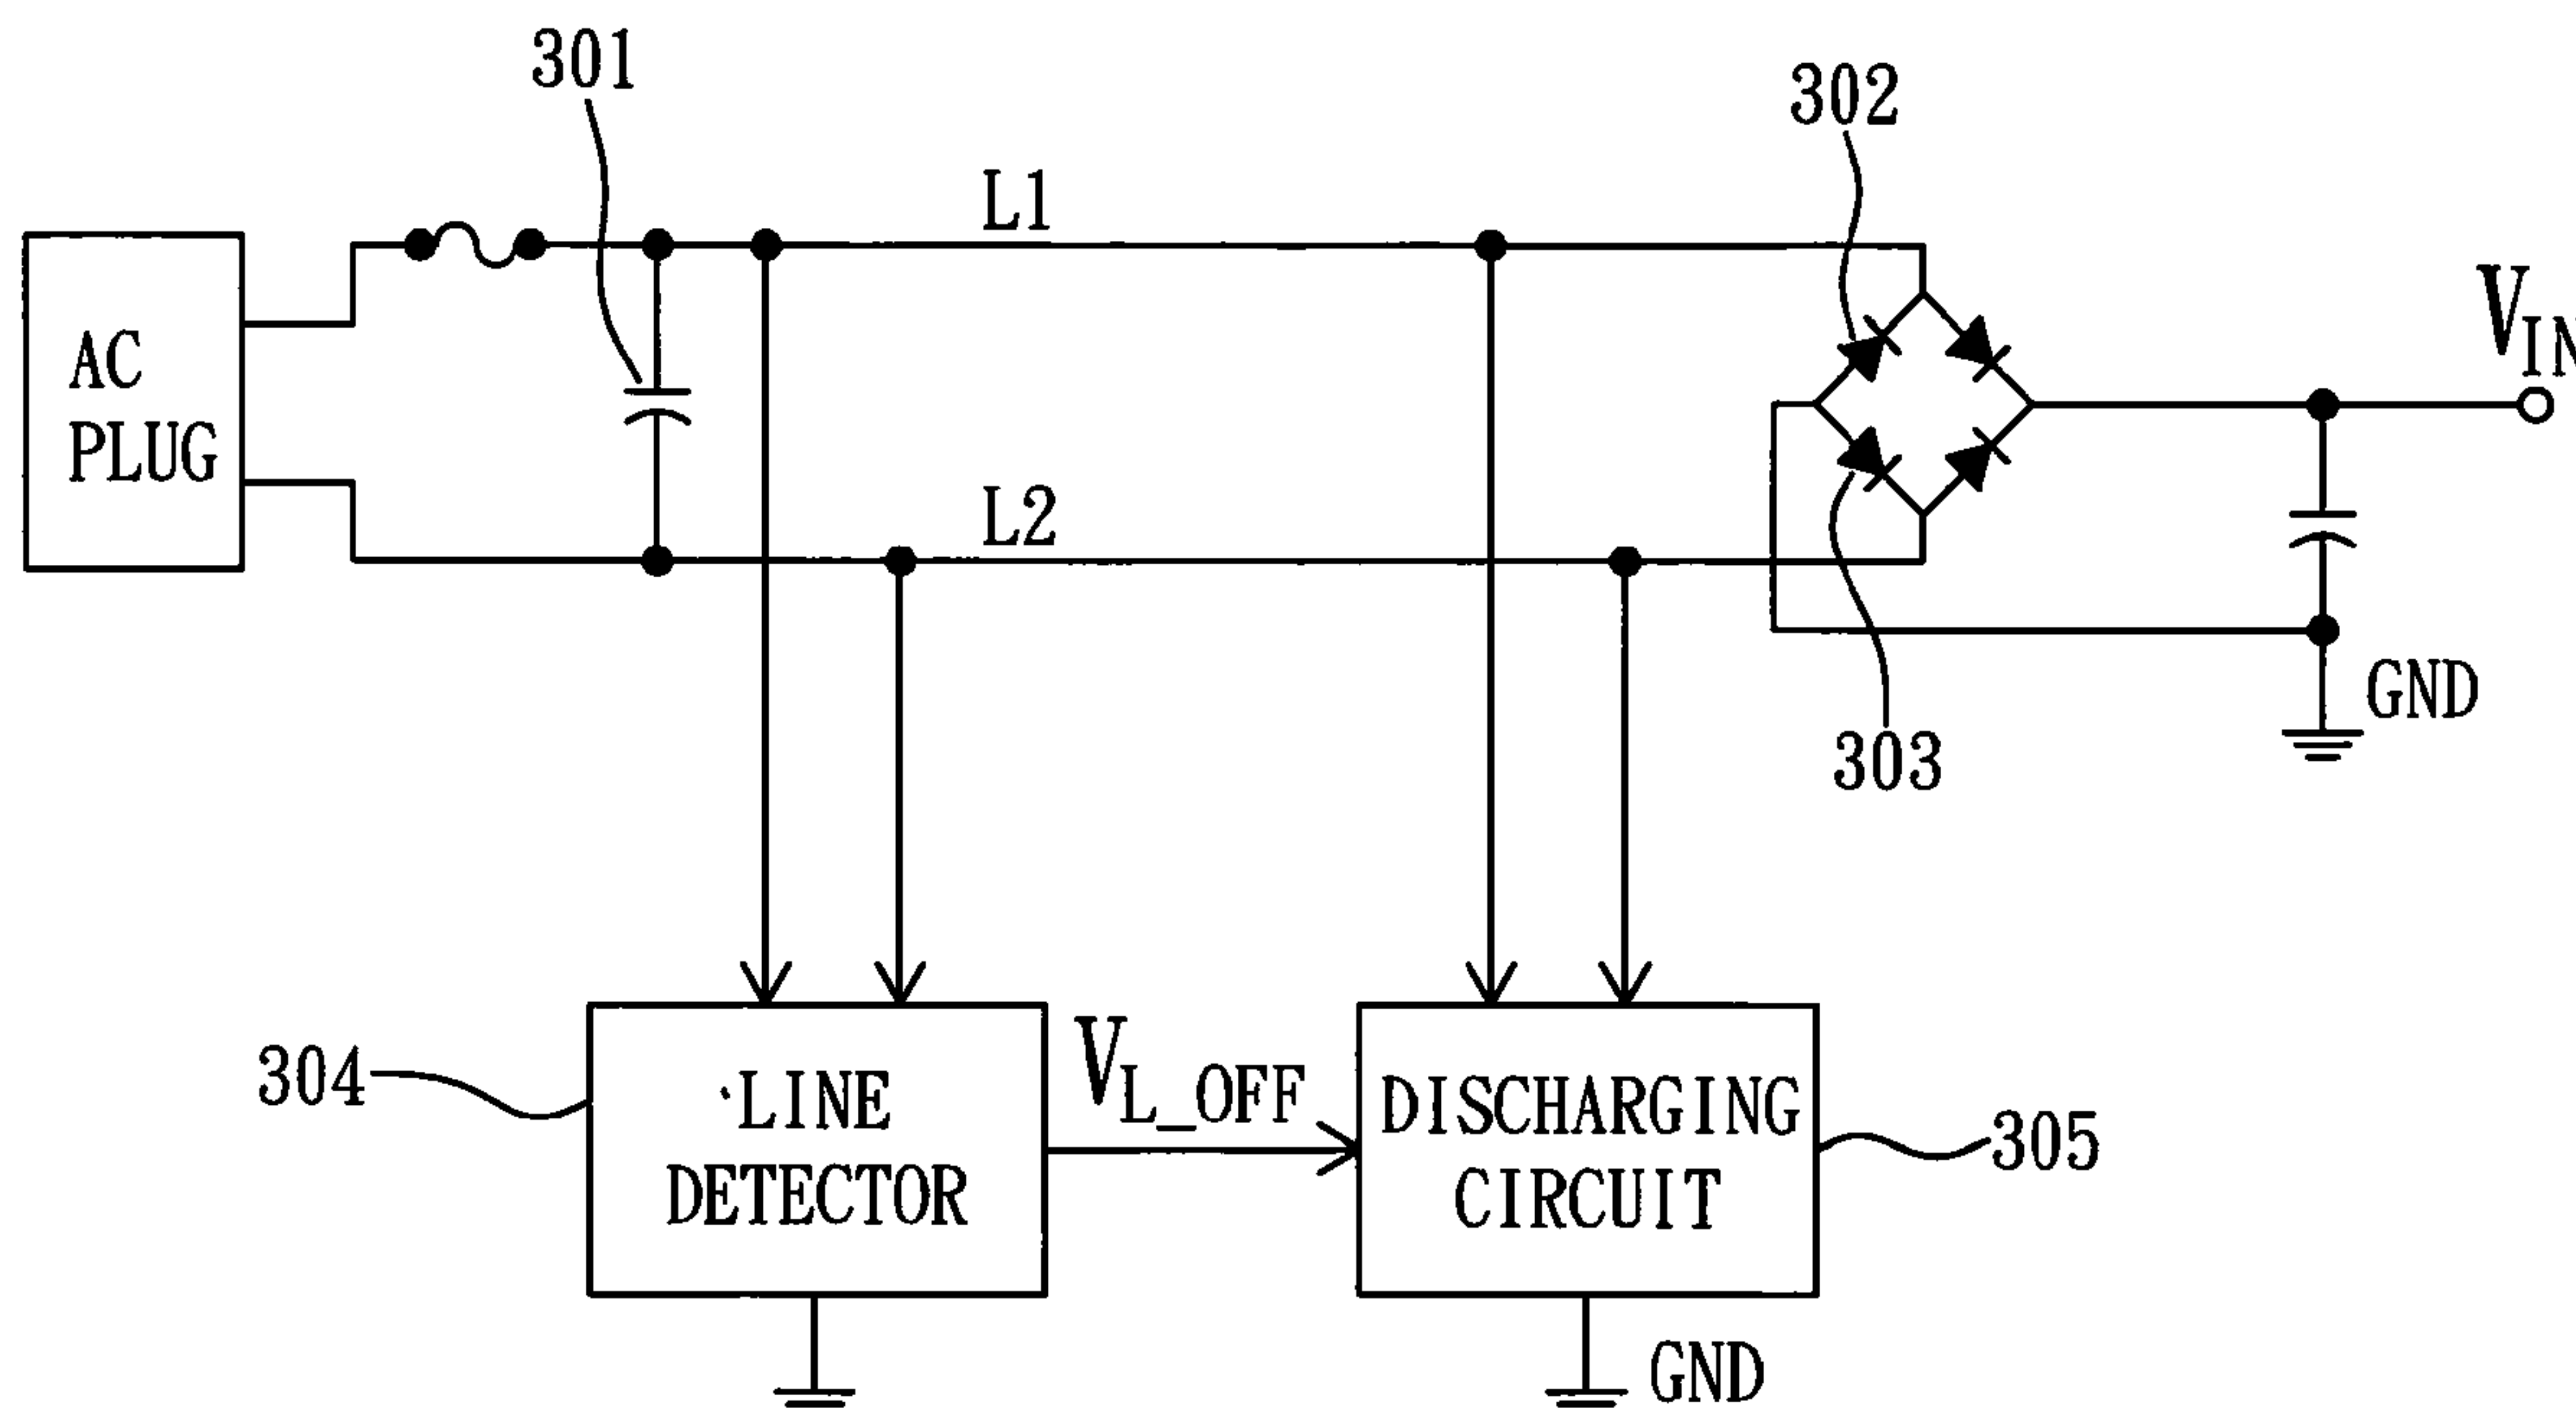 301
302
L1
AC
PLUG
V_IN
L2
GND
303
304
LINE
DETECTOR
V_L_OFF
DISCHARGING
CIRCUIT
305
GND